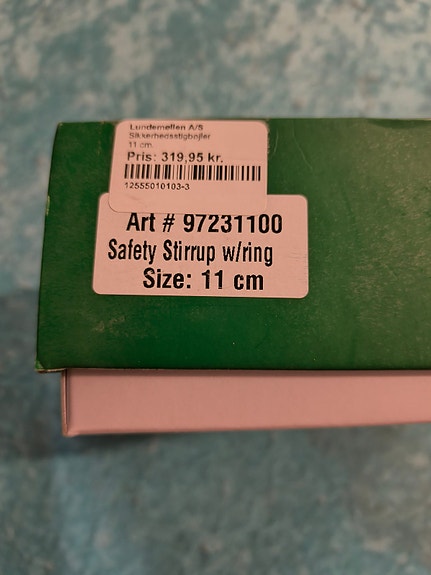 Lundemøllen A/S
Sikkerhedsstigbøjler
11 cm.
Pris: 319,95 kr.
12555010103-3
Art # 97231100
Safety Stirrup w/ring
Size: 11 cm